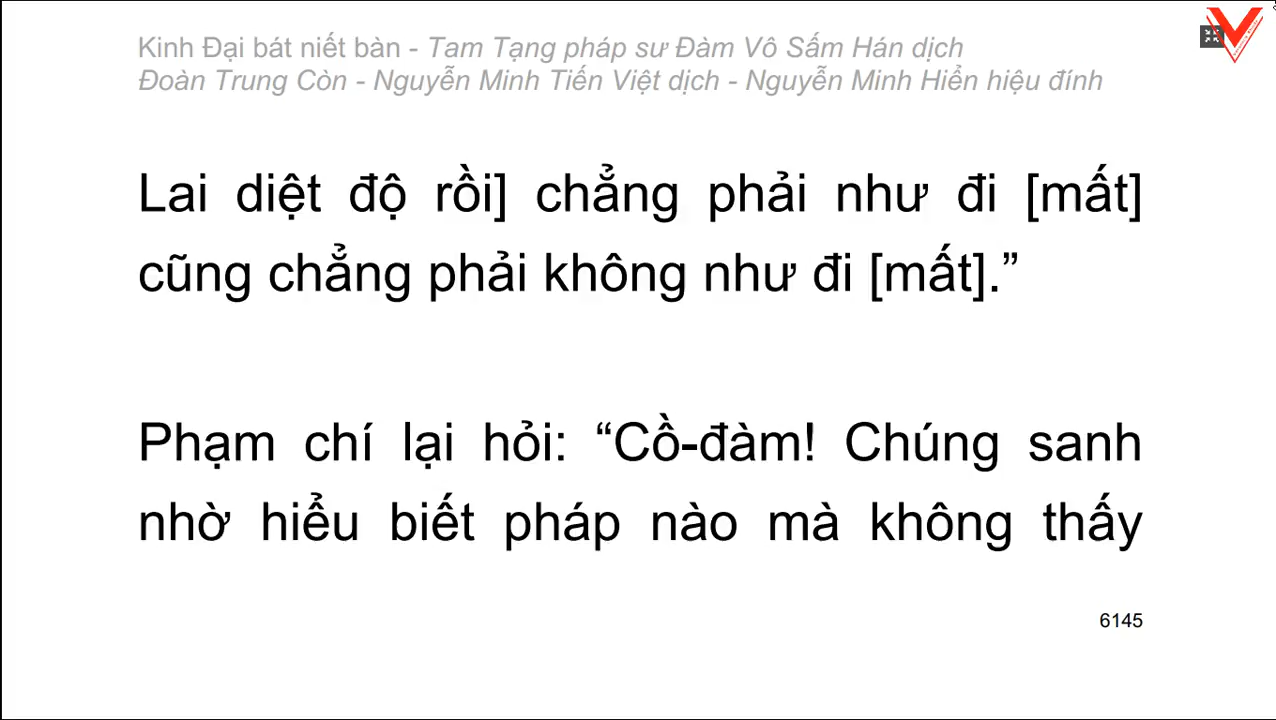 Kinh Đại bát niết bàn - Tam Tạng pháp sư Đàm Vô Sấm Hán dịch
Đoàn Trung Còn - Nguyễn Minh Tiến Việt dịch - Nguyễn Minh Hiển hiệu đính
Lai diệt độ rồi] chẳng phải như đi [mất]
cũng chẳng phải không như đi [mất].”
Phạm chí lại hỏi: “Cồ-đàm! Chúng sanh
nhờ hiểu biết pháp nào mà không thấy
6145